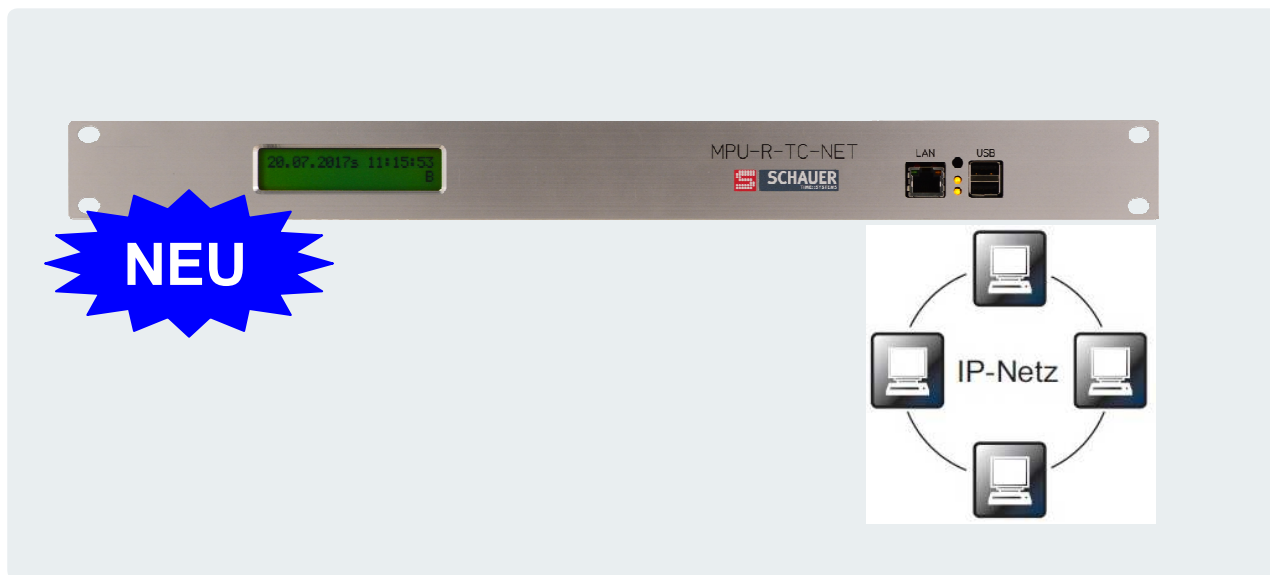 20.07.2017s 11:15:53
B
MPU-R-TC-NET
SCHAUER
LAN
USB
NEU
IP-Netz